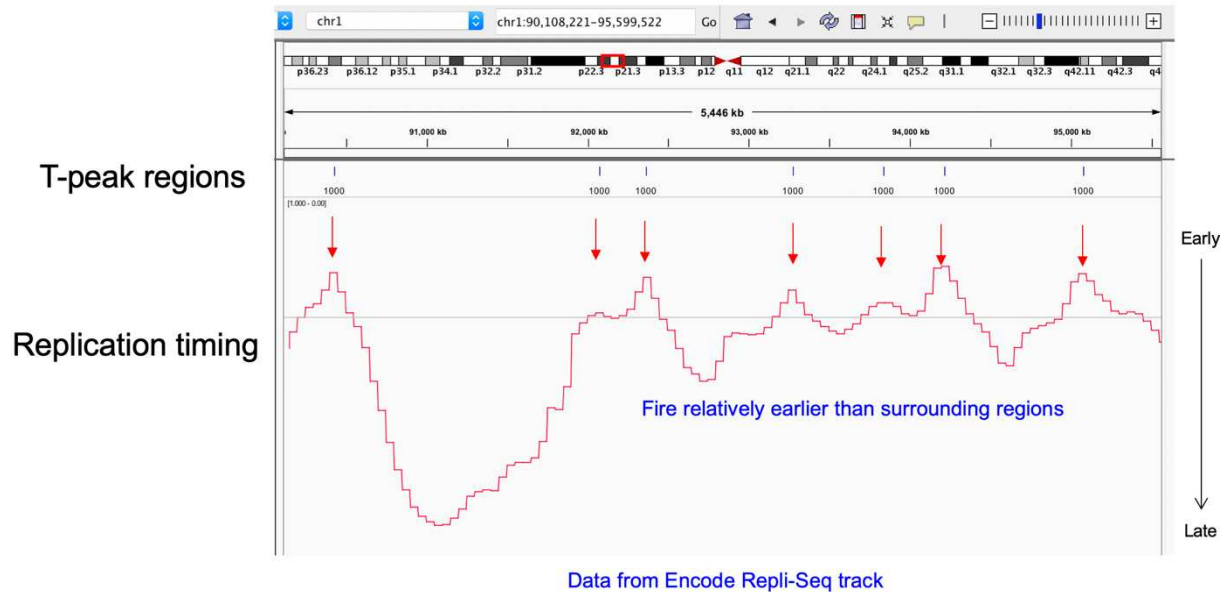 chr1 chr1:90,108,221-95,599,522 Go
p36.23 p36.12 p35.1 p34.1 p32.2 p31.2 p22.3 p21.3 p13.3 p12 q11 q12 q21.1 q22 q24.1 q25.2 q31.1 q32.1 q32.3 q42.11 q42.3 q4
5,446 kb
91,000 kb 92,000 kb 93,000 kb 94,000 kb 95,000 kb
T-peak regions
1000 1000 1000 1000 1000 1000 1000
[1.000 - 0.00]
Early
Replication timing
Fire relatively earlier than surrounding regions
Late
Data from Encode Repli-Seq track